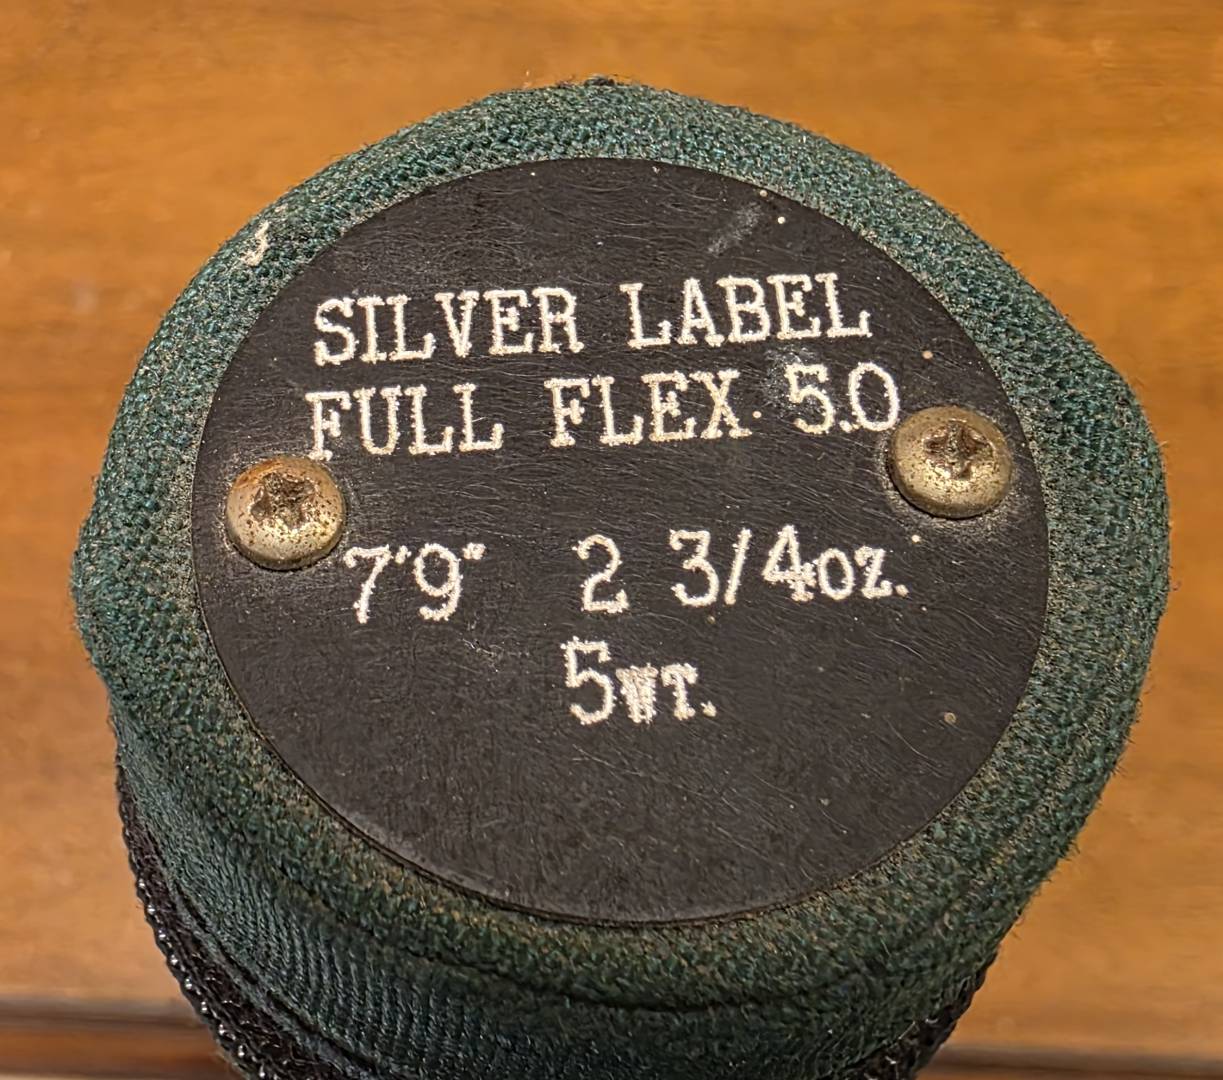 SILVER LABEL
FULL FLEX 5.0
7'9" 2 3/4oz.
5WT.